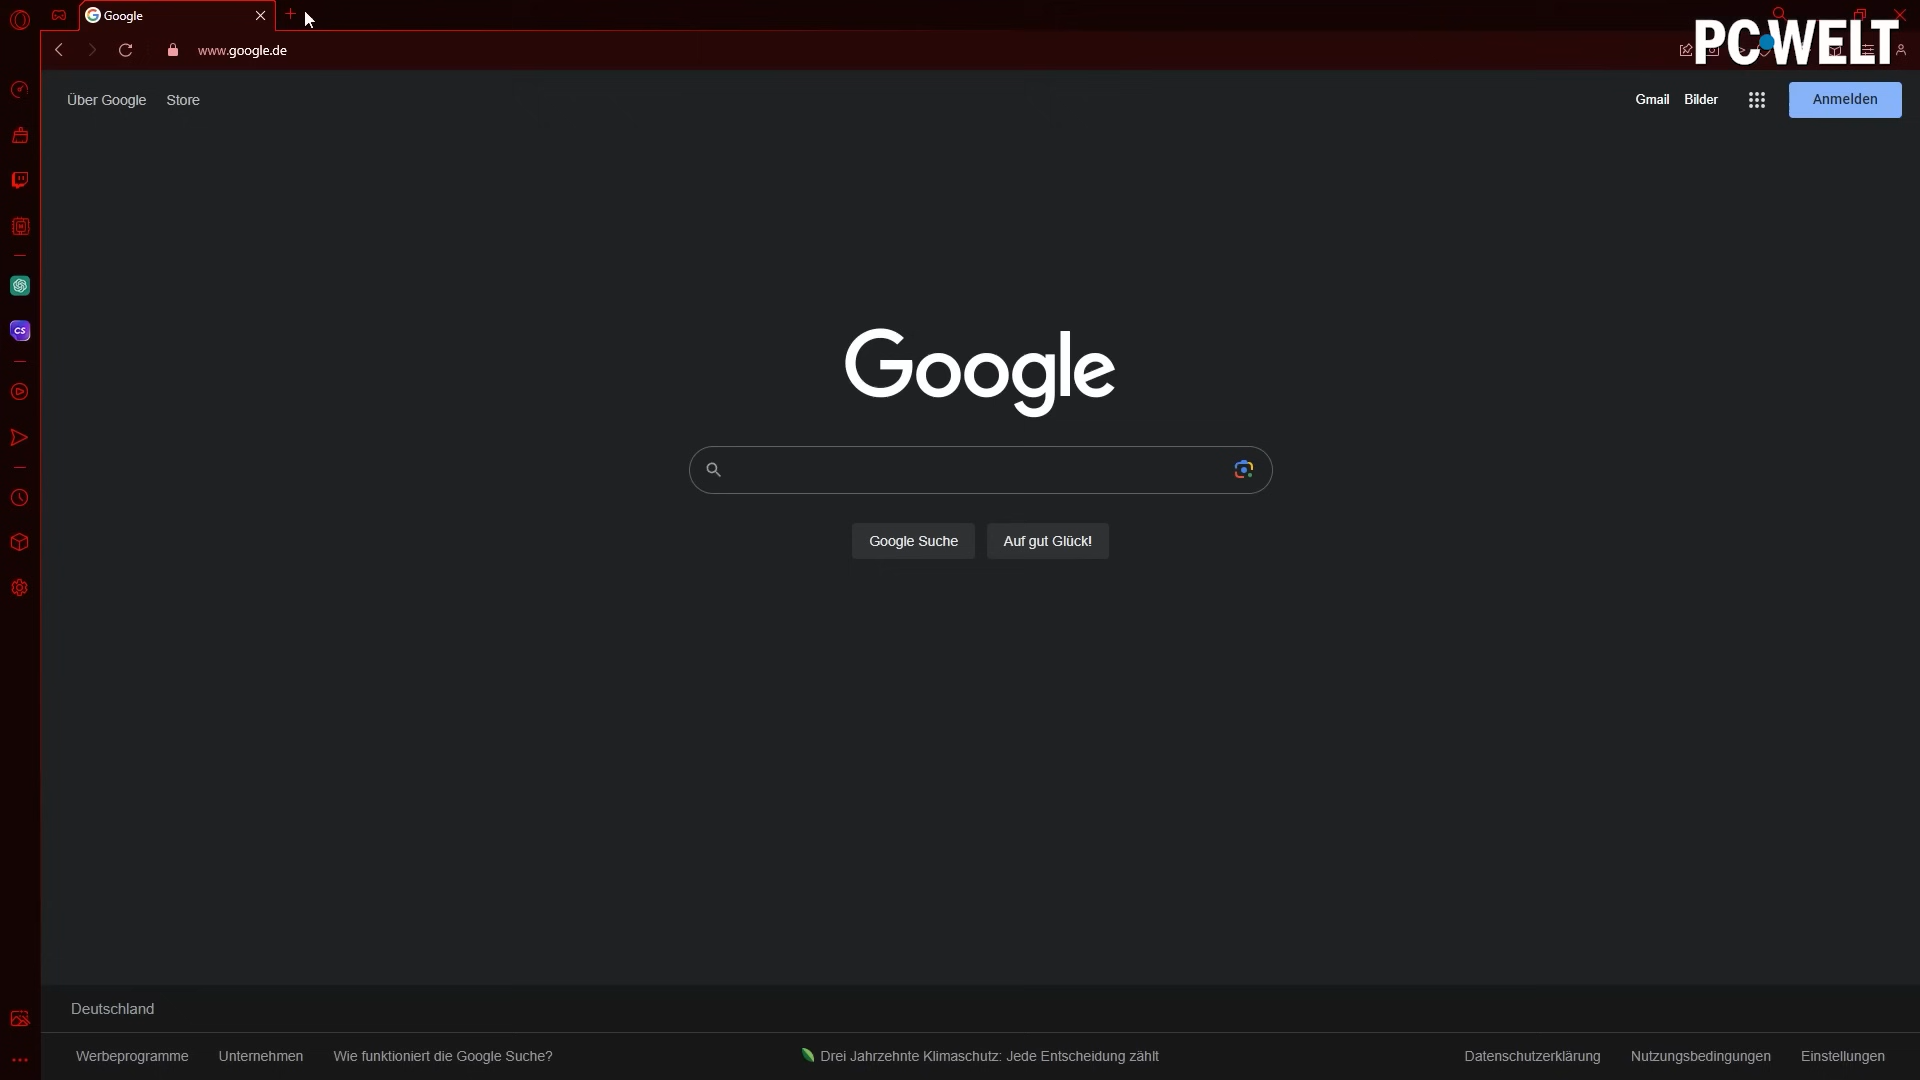 Google
PC WELT
www.google.de
Über Google Store
Gmail Bilder Anmelden
CS
Google
Google Suche Auf gut Glück!
Deutschland
Werbeprogramme Unternehmen Wie funktioniert die Google Suche? Drei Jahrzehnte Klimaschutz: Jede Entscheidung zählt Datenschutzerklärung Nutzungsbedingungen Einstellungen